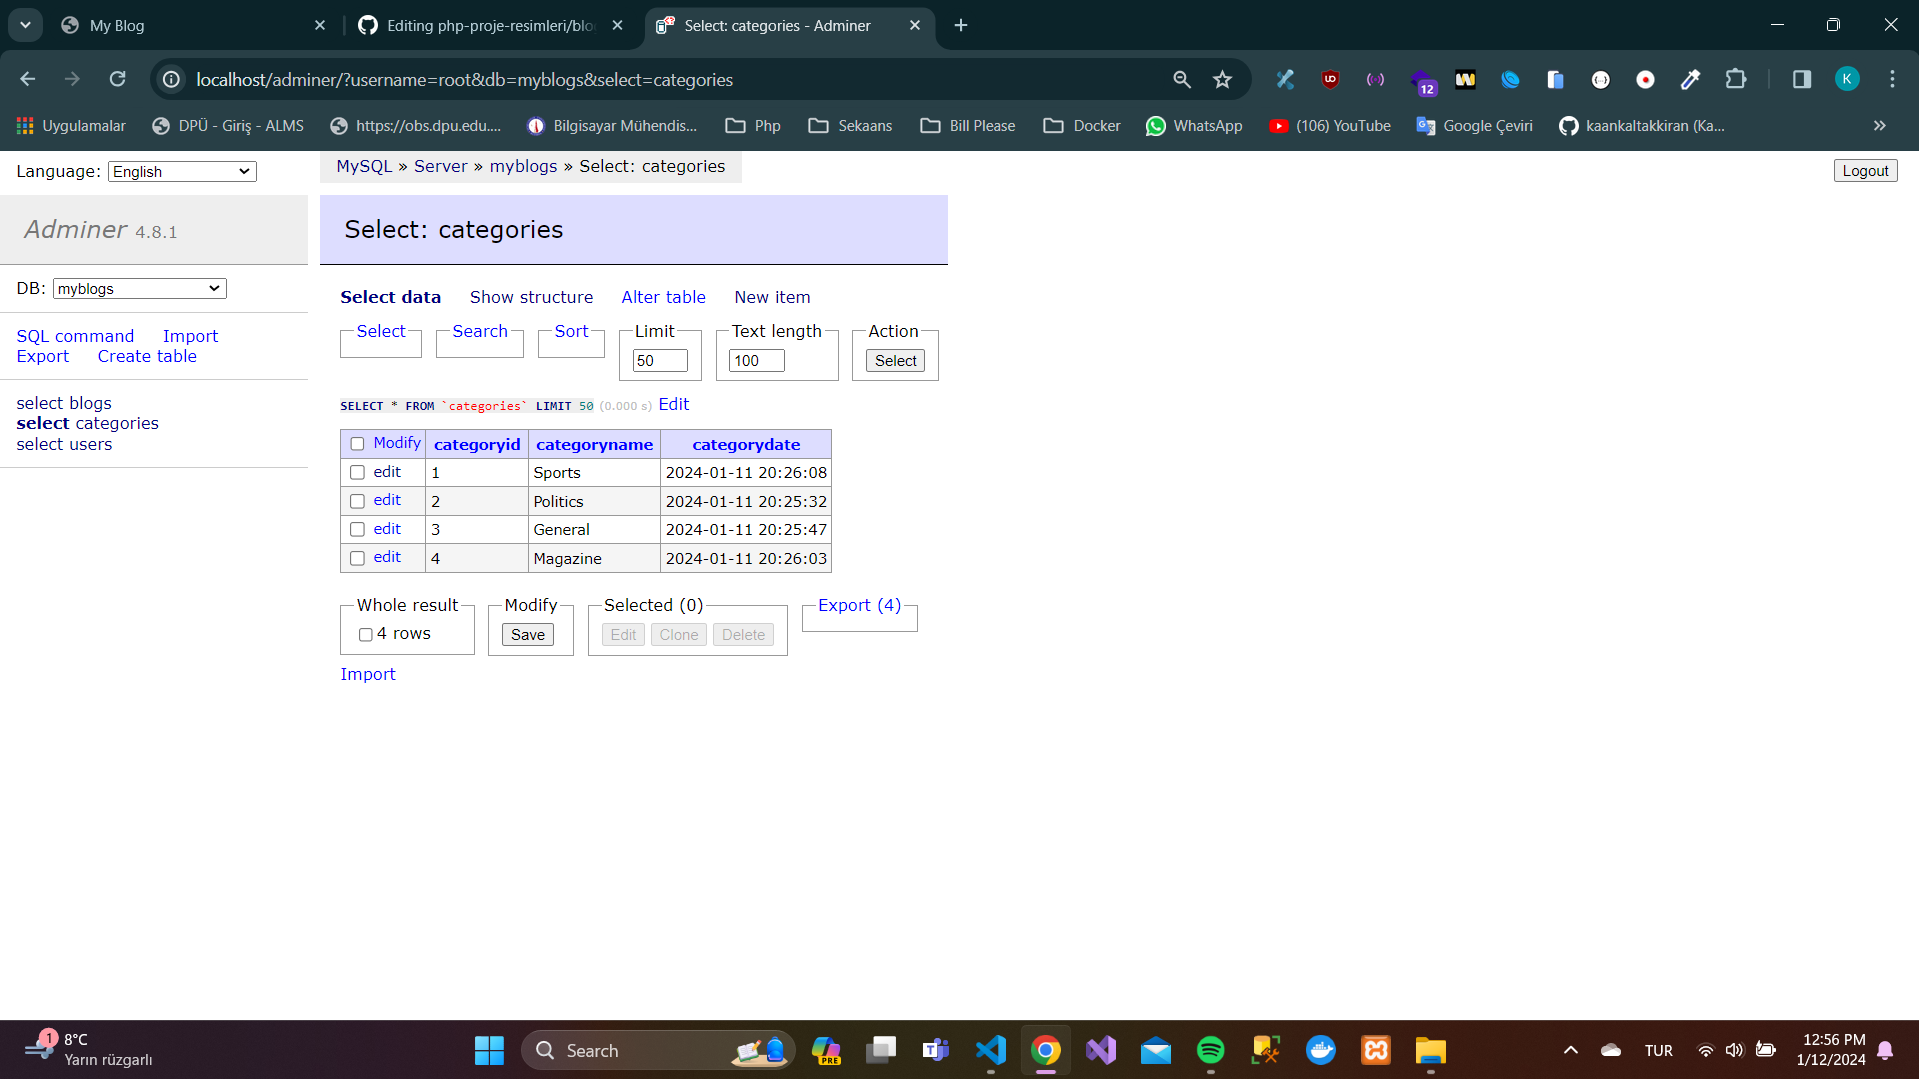 My Blog
Editing php-proje-resimleri/blo
Select: categories - Adminer
localhost/adminer/?username=root&db=myblogs&select=categories
12
K
Uygulamalar
DPÜ - Giriş - ALMS
https://obs.dpu.edu....
Bilgisayar Mühendis...
Php
Sekaans
Bill Please
Docker
WhatsApp
(106) YouTube
Google Çeviri
kaankaltakkiran (Ka...
Language: English
MySQL » Server » myblogs » Select: categories
Logout
Adminer 4.8.1
Select: categories
DB: myblogs
SQL command Import
Export Create table
select blogs
select categories
select users
Select data Show structure Alter table New item
Select Search Sort Limit Text length Action
50 100 Select
SELECT * FROM `categories` LIMIT 50 (0.000 s) Edit
Modify categoryid categoryname categorydate
edit 1 Sports 2024-01-11 20:26:08
edit 2 Politics 2024-01-11 20:25:32
edit 3 General 2024-01-11 20:25:47
edit 4 Magazine 2024-01-11 20:26:03
Whole result Modify Selected (0) Export (4)
4 rows Save Edit Clone Delete
Import
1
8°C
Yarın rüzgarlı
Search
PRE
TUR
12:56 PM
1/12/2024